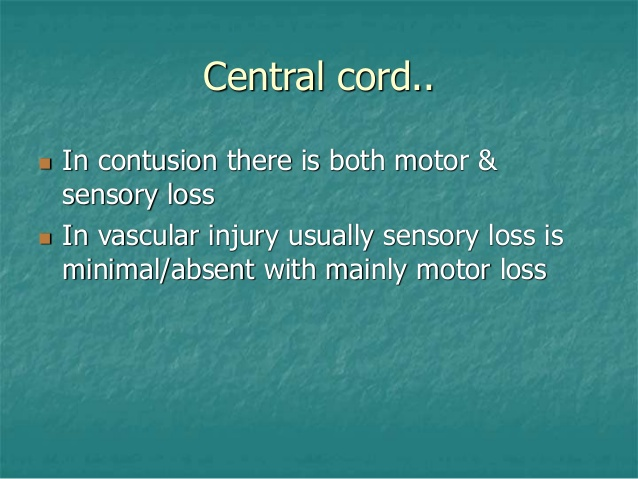 Central cord..
In contusion there is both motor &
sensory loss
In vascular injury usually sensory loss is
minimal/absent with mainly motor loss